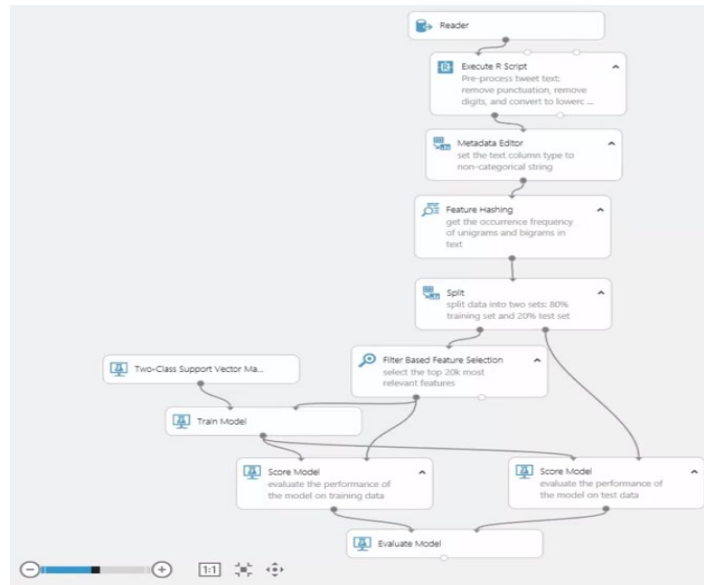 Reader
Execute R Script
Pre-process tweet text:
remove punctuation, remove
digits, and convert to lowerc ...
Metadata Editor
set the text column type to
non-categorical string
Feature Hashing
get the occurrence frequency
of unigrams and bigrams in
text
Split
split data into two sets: 80%
training set and 20% test set
Filter Based Feature Selection
select the top 20k most
relevant features
Two-Class Support Vector Ma...
Train Model
Score Model
evaluate the performance of
the model on training data
Score Model
evaluate the performance of
the model on test data
Evaluate Model
1:1